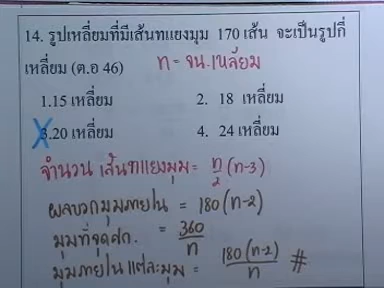 14. รูปเหลี่ยมที่มีเส้นทแยงมุม 170 เส้น จะเป็นรูปกี่
เหลี่ยม (ต.อ 46) n = จน.เหลี่ยม
1.15 เหลี่ยม 2. 18 เหลี่ยม
3.20 เหลี่ยม 4. 24 เหลี่ยม
จำนวน เส้นทแยงมุม = n/2 (n-3)
ผลบวกมุมภายใน = 180(n-2)
มุมที่จุดศก. = 360/n
มุมภายในแต่ละมุม = 180(n-2)/n #